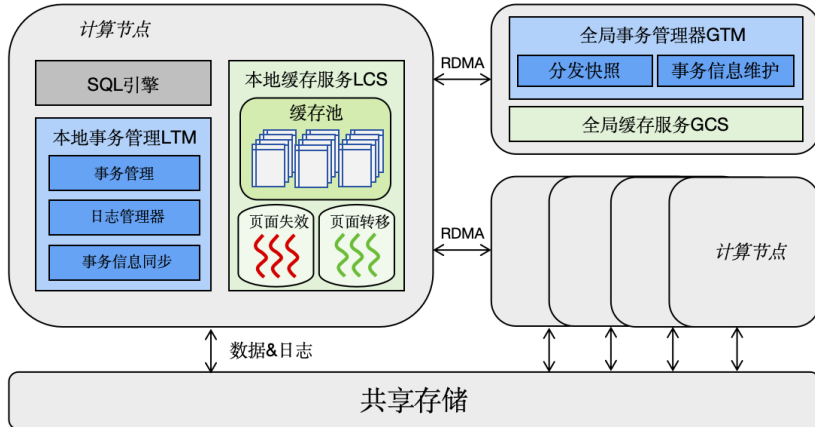 计算节点
SQL引擎
本地事务管理LTM
事务管理
日志管理器
事务信息同步
本地缓存服务LCS
缓存池
页面失效
页面转移
RDMA
全局事务管理器GTM
分发快照
事务信息维护
全局缓存服务GCS
RDMA
计算节点
数据&日志
共享存储